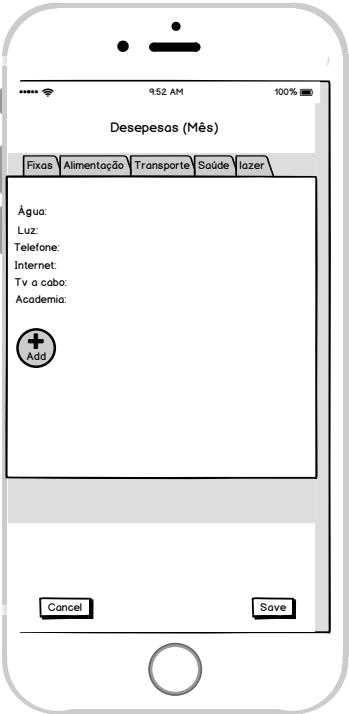 9:52 AM 100%
Desepesas (Mês)
Fixas Alimentação Transporte Saúde lazer
Água:
Luz:
Telefone:
Internet:
Tv a cabo:
Academia:
Add
Cancel Save